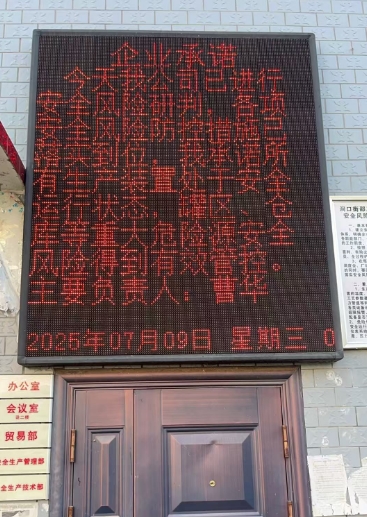 企业承诺
今天我公司已进行
安全风险研判 各项
安全风险防控措施已
落实到位 我承诺所
有生产装置处于安全
运行状态 罐区 仓
库等重大危险源安全
风险得到有效管控。
主要负责人 曹华
2025年07月09日 星期三 0
办公室
会议室
贸易部
全生产管理部
全生产技术部